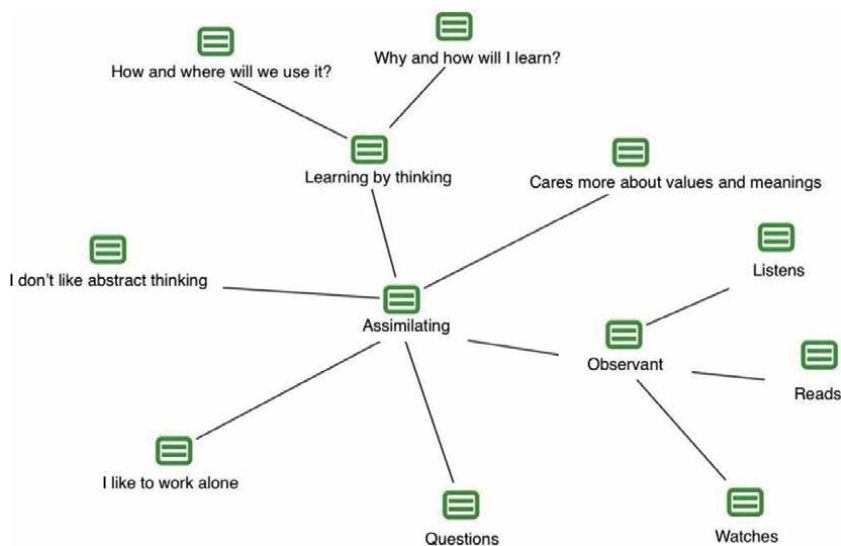 How and where will we use it?
Why and how will I learn?
Learning by thinking
Cares more about values and meanings
I don't like abstract thinking
Listens
Assimilating
Observant
Reads
I like to work alone
Questions
Watches